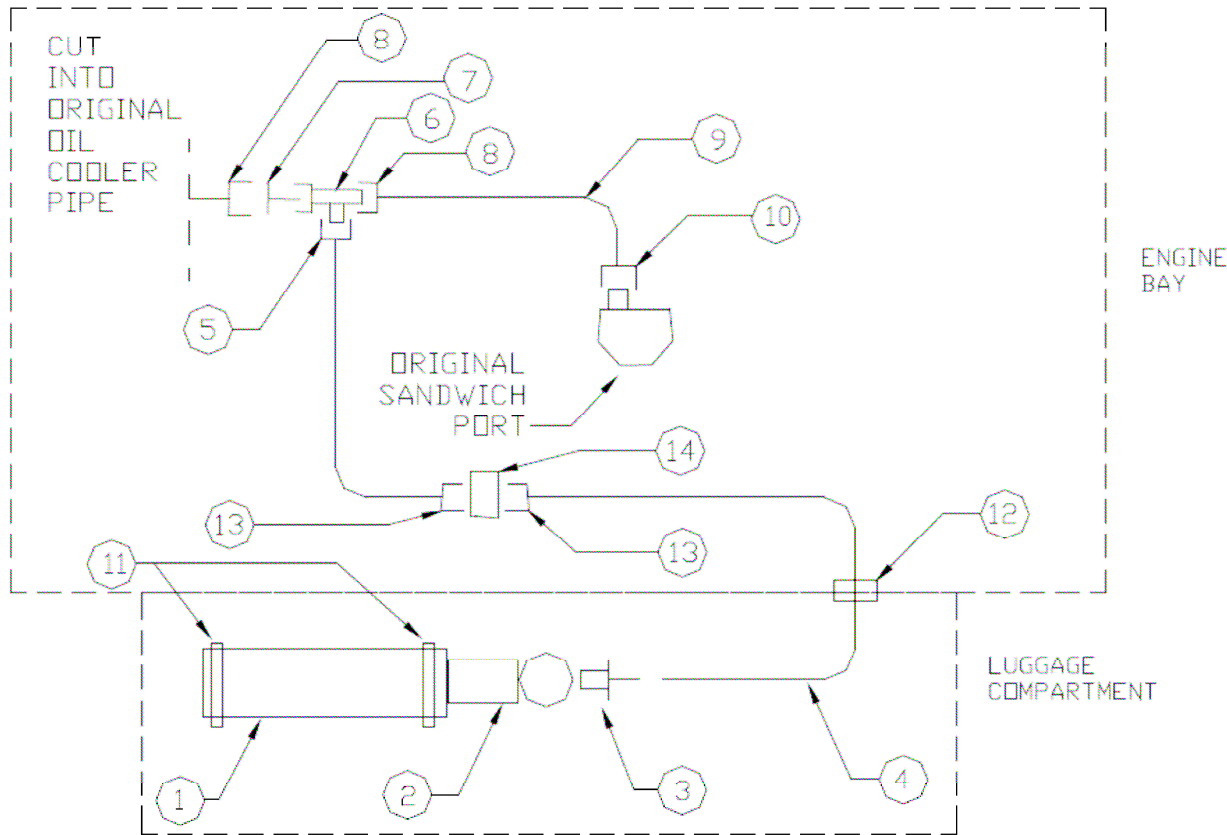 CUT
INTO
ORIGINAL
OIL
COOLER
PIPE
8
7
6
8
9
10
5
ENGINE
BAY
ORIGINAL
SANDWICH
PORT
14
13
13
12
11
LUGGAGE
COMPARTMENT
1
2
3
4